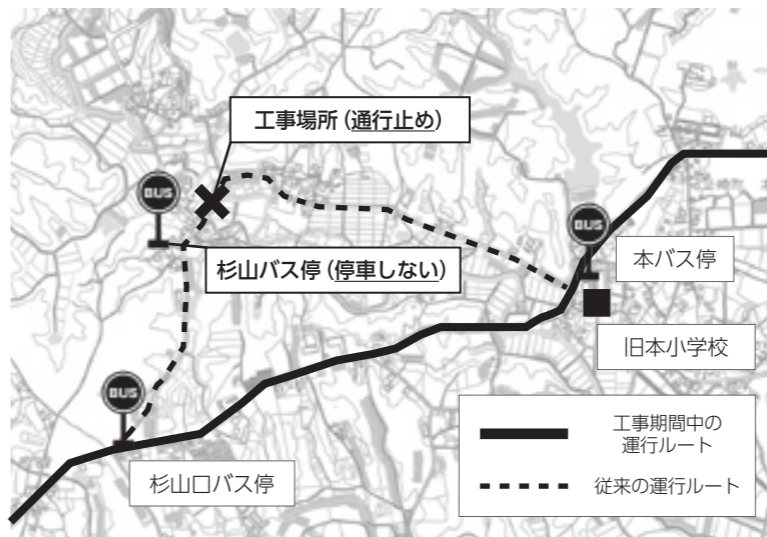 工事場所(通行止め)
BUS
杉山バス停(停車しない)
BUS
本バス停
旧本小学校
BUS
杉山口バス停
工事期間中の
運行ルート
従来の運行ルート